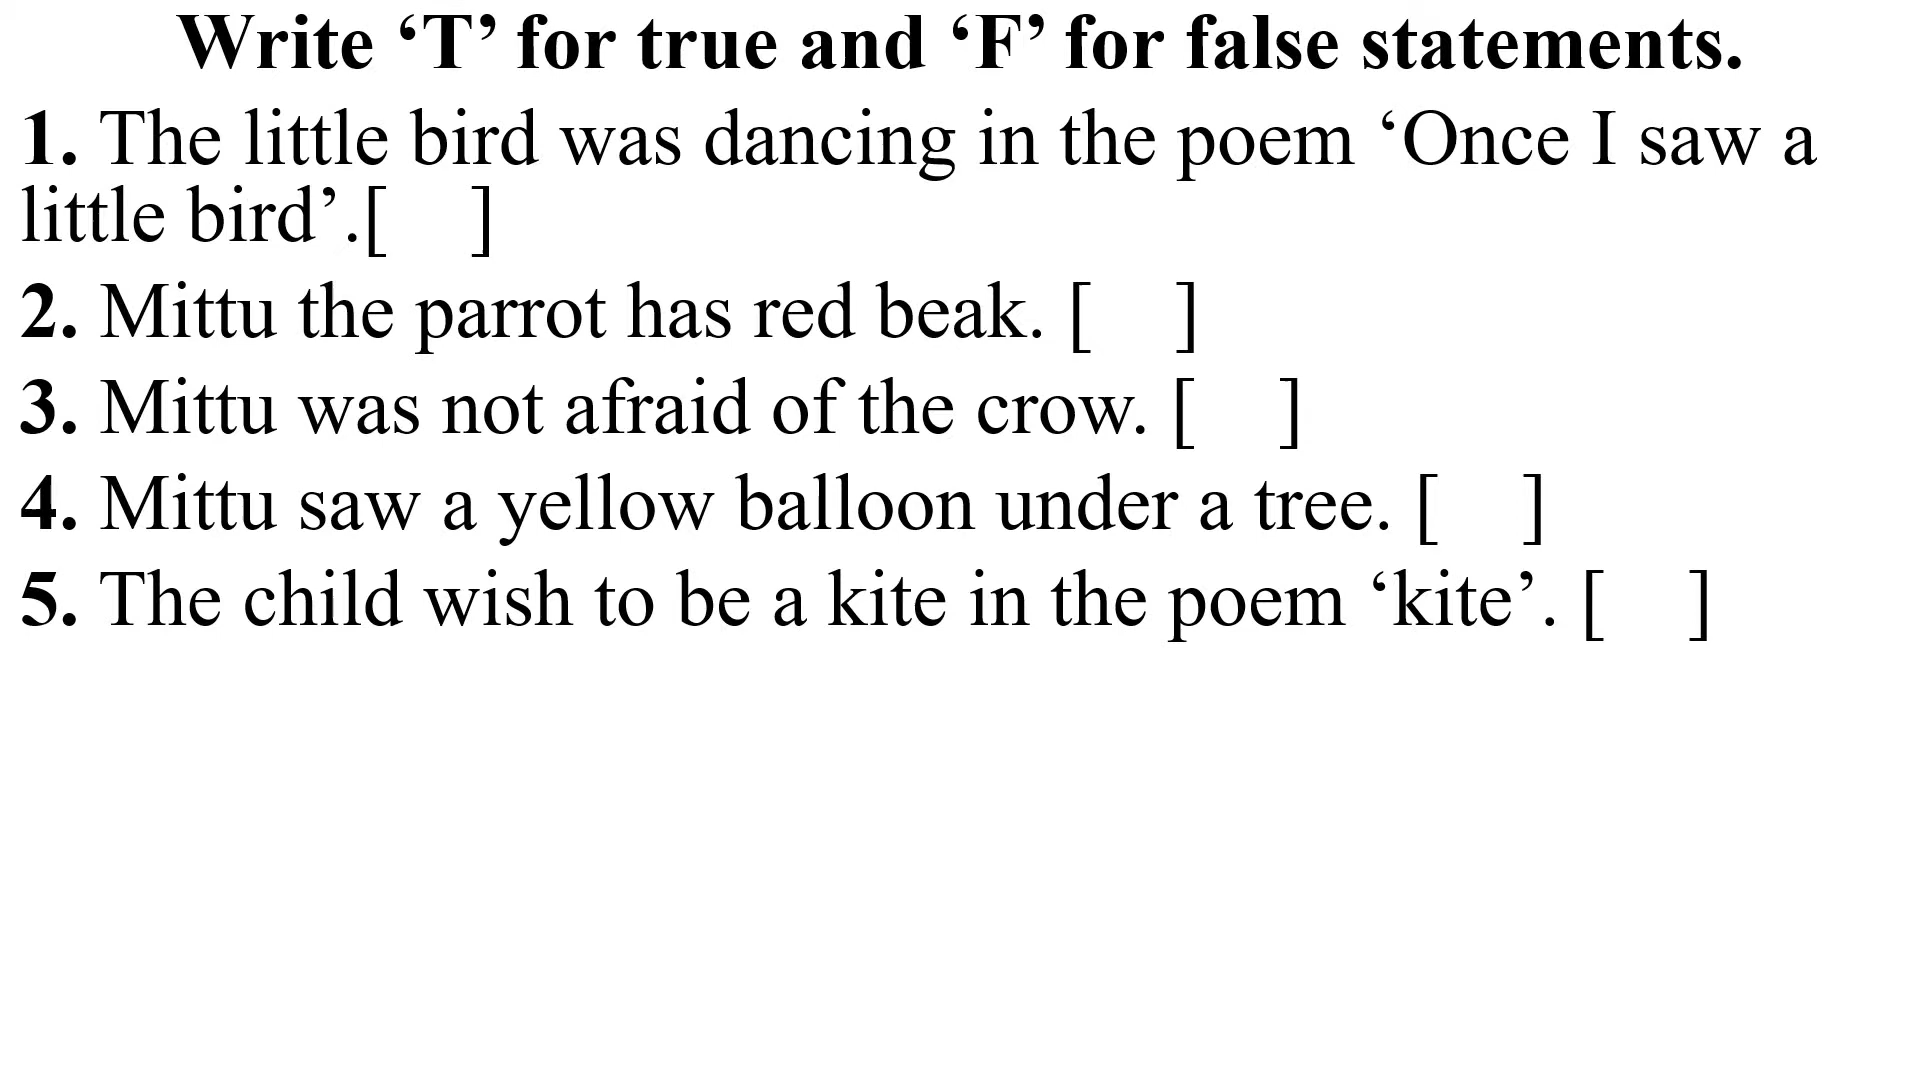 Write ‘T’ for true and ‘F’ for false statements.
1. The little bird was dancing in the poem ‘Once I saw a
little bird’.[    ]
2. Mittu the parrot has red beak. [    ]
3. Mittu was not afraid of the crow. [    ]
4. Mittu saw a yellow balloon under a tree. [    ]
5. The child wish to be a kite in the poem ‘kite’. [    ]